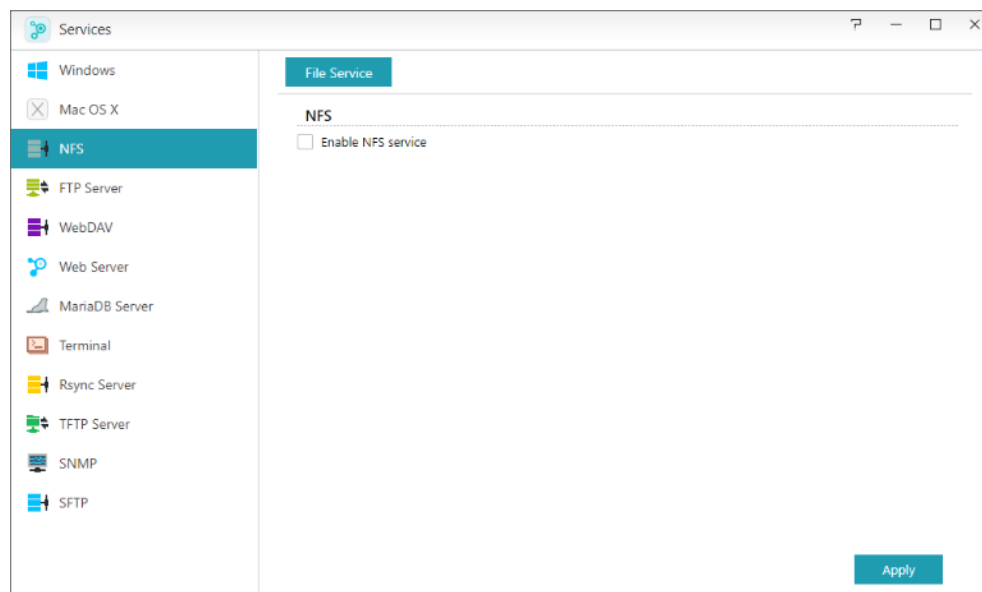 Services
Windows
Mac OS X
NFS
FTP Server
WebDAV
Web Server
MariaDB Server
Terminal
Rsync Server
TFTP Server
SNMP
SFTP
File Service
NFS
Enable NFS service
Apply